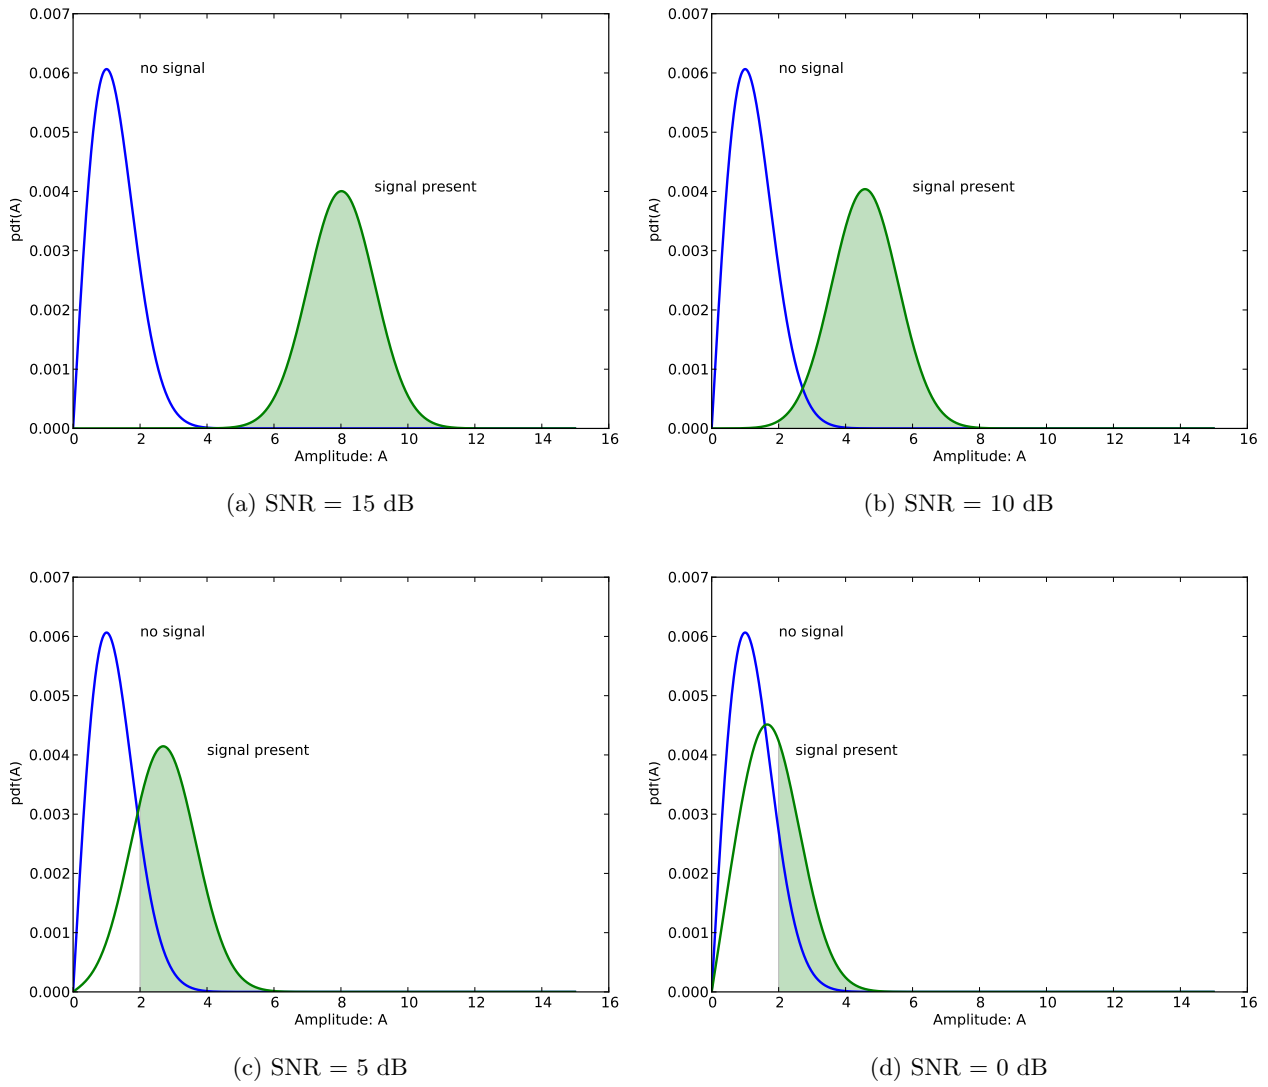 0.007
0.006
0.005
0.004
0.003
0.002
0.001
0.000
pdf(A)
no signal
signal present
0 2 4 6 8 10 12 14 16
Amplitude: A
(a) SNR = 15 dB
0.007
0.006
0.005
0.004
0.003
0.002
0.001
0.000
pdf(A)
no signal
signal present
0 2 4 6 8 10 12 14 16
Amplitude: A
(b) SNR = 10 dB
0.007
0.006
0.005
0.004
0.003
0.002
0.001
0.000
pdf(A)
no signal
signal present
0 2 4 6 8 10 12 14 16
Amplitude: A
(c) SNR = 5 dB
0.007
0.006
0.005
0.004
0.003
0.002
0.001
0.000
pdf(A)
no signal
signal present
0 2 4 6 8 10 12 14 16
Amplitude: A
(d) SNR = 0 dB